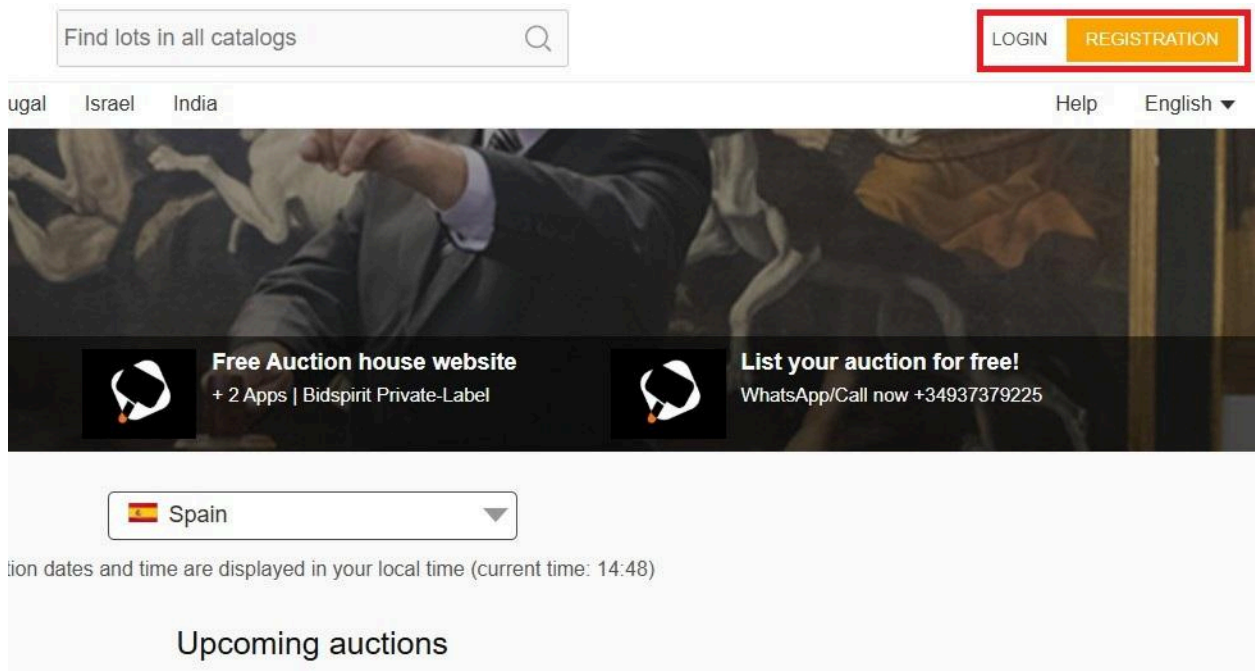 Find lots in all catalogs
LOGIN REGISTRATION
ugal Israel India Help English
Free Auction house website
+ 2 Apps | Bidspirit Private-Label
List your auction for free!
WhatsApp/Call now +34937379225
Spain
tion dates and time are displayed in your local time (current time: 14:48)
Upcoming auctions